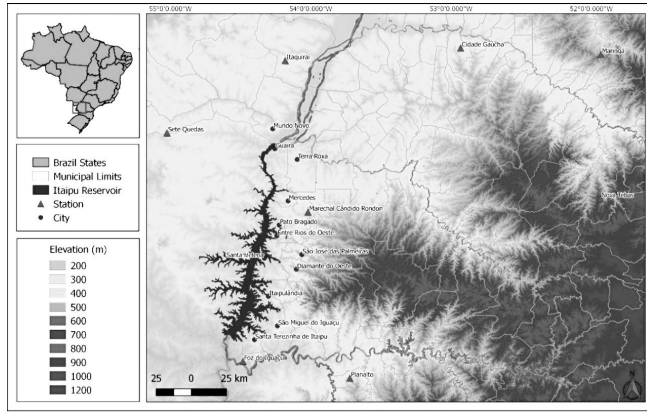 55°0'0.000"W 54°0'0.000"W 53°0'0.000"W 52°0'0.000"W
Itaquirai
Cidade Gaúcha
Maringá
Sete Quedas
Mundo Novo
Guaíra
Terra Roxa
Mercedes
Nova Tebas
Marechal Cândido Rondon
Pato Bragado
Entre Rios do Oeste
São José das Palmeiras
Santa Helena
Diamante do Oeste
Itaipulândia
São Miguel do Iguaçu
Santa Terezinha de Itaipu
Foz do Iguaçu
Planalto
25 0 25 km
Brazil States
Municipal Limits
Itaipu Reservoir
Station
City
Elevation (m)
200
300
400
500
600
700
800
900
1000
1200